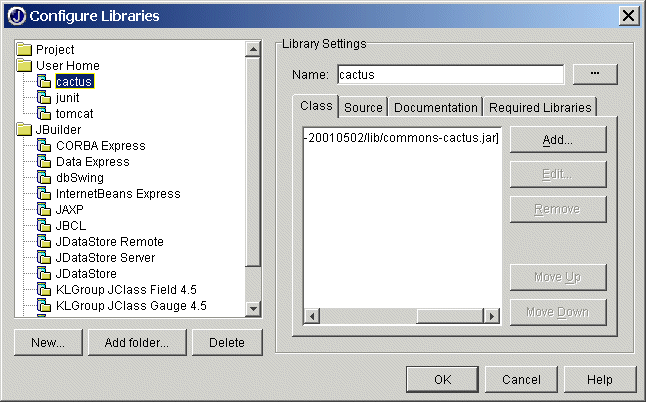 Configure Libraries
Project
User Home
cactus
junit
tomcat
JBuilder
CORBA Express
Data Express
dbSwing
InternetBeans Express
JAXP
JBCL
JDataStore Remote
JDataStore Server
JDataStore
KLGroup JClass Field 4.5
KLGroup JClass Gauge 4.5
New...
Add folder...
Delete
Library Settings
Name: cactus ...
Class Source Documentation Required Libraries
-20010502/lib/commons-cactus.jar]
Add...
Edit...
Remove
Move Up
Move Down
OK Cancel Help